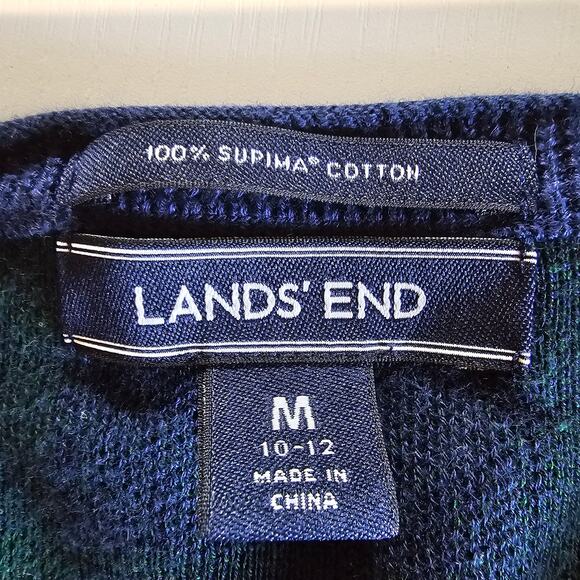 100% SUPIMA® COTTON
LANDS' END
M
10-12
MADE IN
CHINA